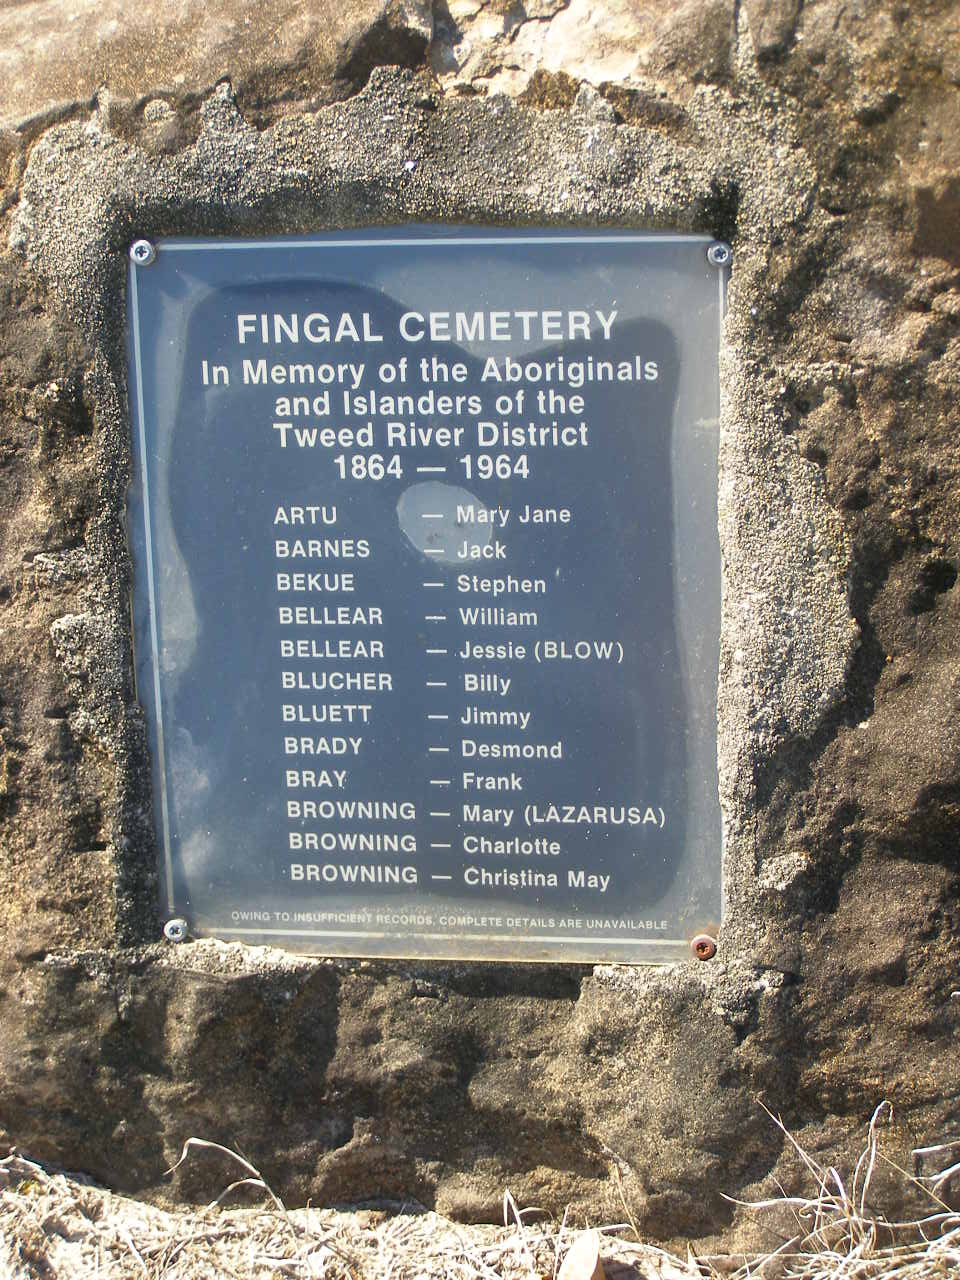 FINGAL CEMETERY
In Memory of the Aboriginals
and Islanders of the
Tweed River District
1864 — 1964
ARTU — Mary Jane
BARNES — Jack
BEKUE — Stephen
BELLEAR — William
BELLEAR — Jessie (BLOW)
BLUCHER — Billy
BLUETT — Jimmy
BRADY — Desmond
BRAY — Frank
BROWNING — Mary (LAZARUSA)
BROWNING — Charlotte
BROWNING — Christina May
OWING TO INSUFFICIENT RECORDS, COMPLETE DETAILS ARE UNAVAILABLE